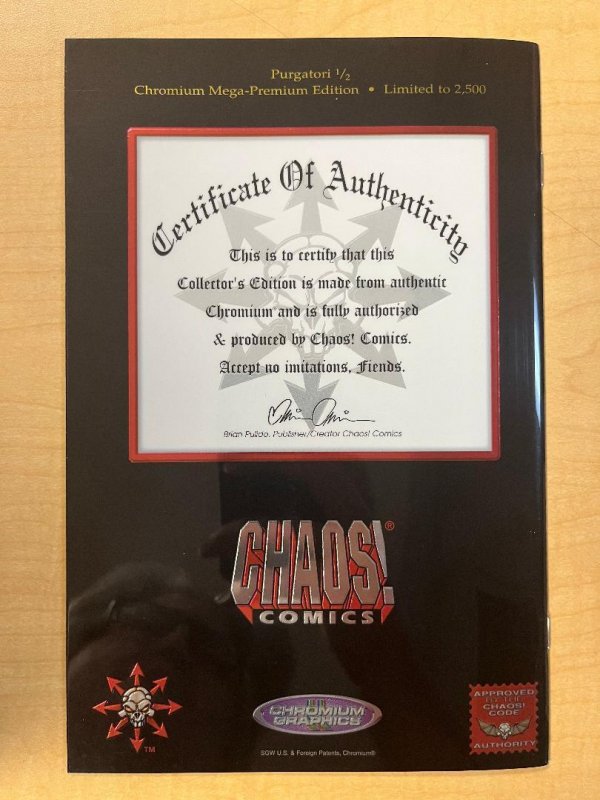 Purgatori 1/2
Chromium Mega-Premium Edition • Limited to 2,500
Certificate Of Authenticity
This is to certify that this
Collector's Edition is made from authentic
Chromium and is fully authorized
& produced by Chaos! Comics.
Accept no imitations, Fiends.
Brian Pulido, Publisher/Creator Chaos! Comics
CHAOS!®
COMICS
TM
CHROMIUM
GRAPHICS
SGW U.S. & Foreign Patents, Chromium®
APPROVED
BY THE
CHAOS!
CODE
AUTHORITY